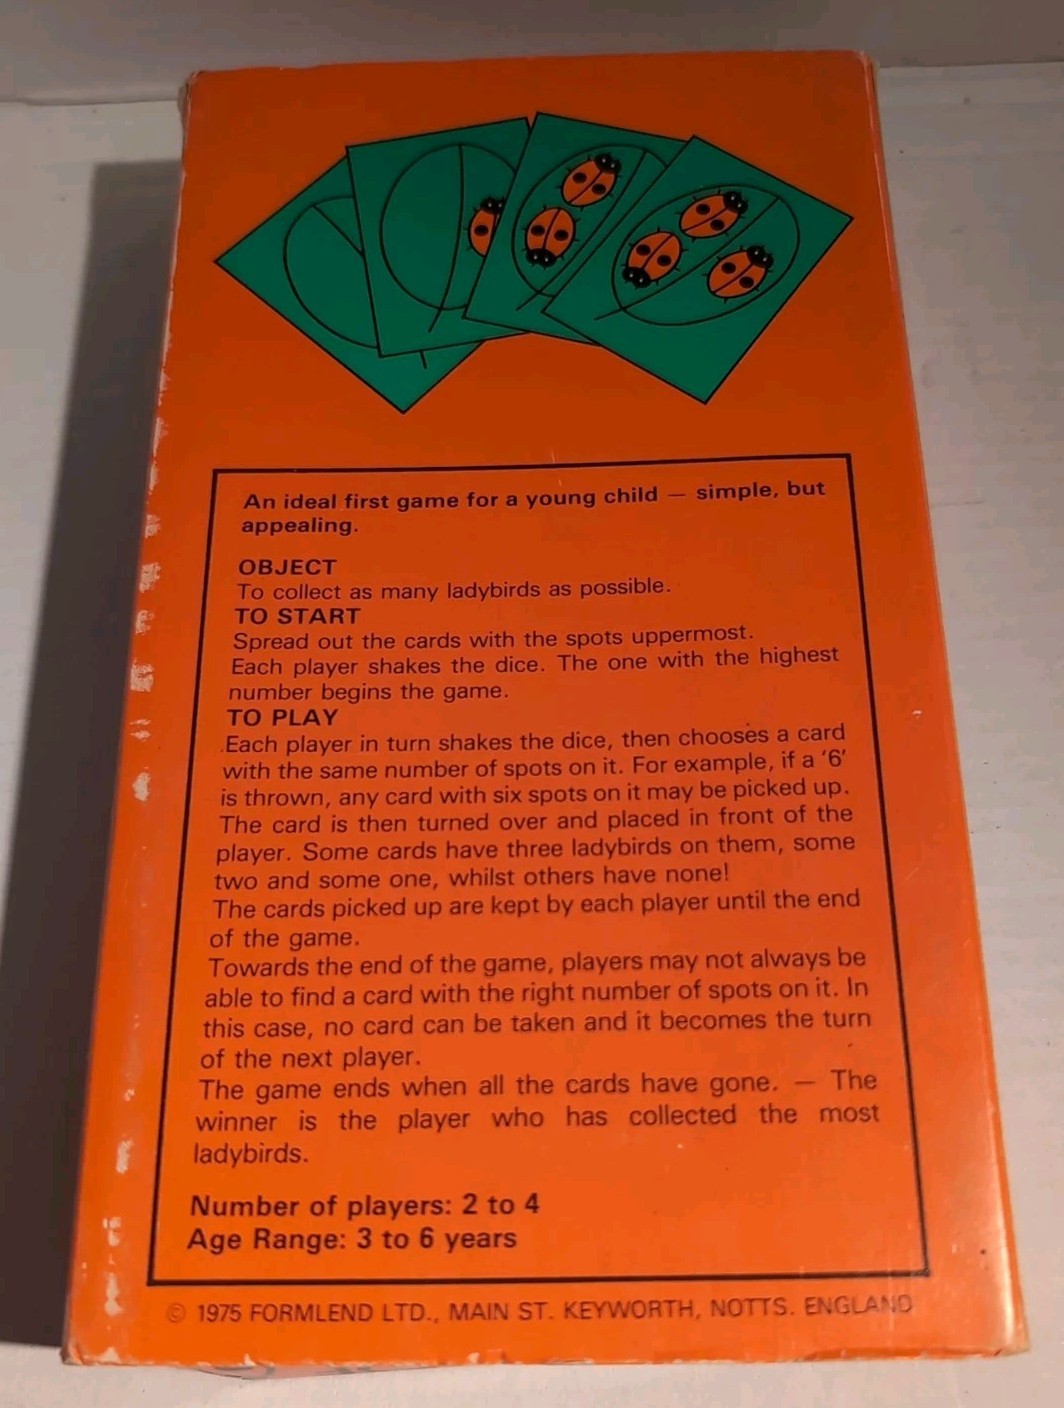 An ideal first game for a young child — simple, but
appealing.
OBJECT
To collect as many ladybirds as possible.
TO START
Spread out the cards with the spots uppermost.
Each player shakes the dice. The one with the highest
number begins the game.
TO PLAY
Each player in turn shakes the dice, then chooses a card
with the same number of spots on it. For example, if a '6'
is thrown, any card with six spots on it may be picked up.
The card is then turned over and placed in front of the
player. Some cards have three ladybirds on them, some
two and some one, whilst others have none!
The cards picked up are kept by each player until the end
of the game.
Towards the end of the game, players may not always be
able to find a card with the right number of spots on it. In
this case, no card can be taken and it becomes the turn
of the next player.
The game ends when all the cards have gone. — The
winner is the player who has collected the most
ladybirds.
Number of players: 2 to 4
Age Range: 3 to 6 years
© 1975 FORMLEND LTD., MAIN ST. KEYWORTH, NOTTS. ENGLAND